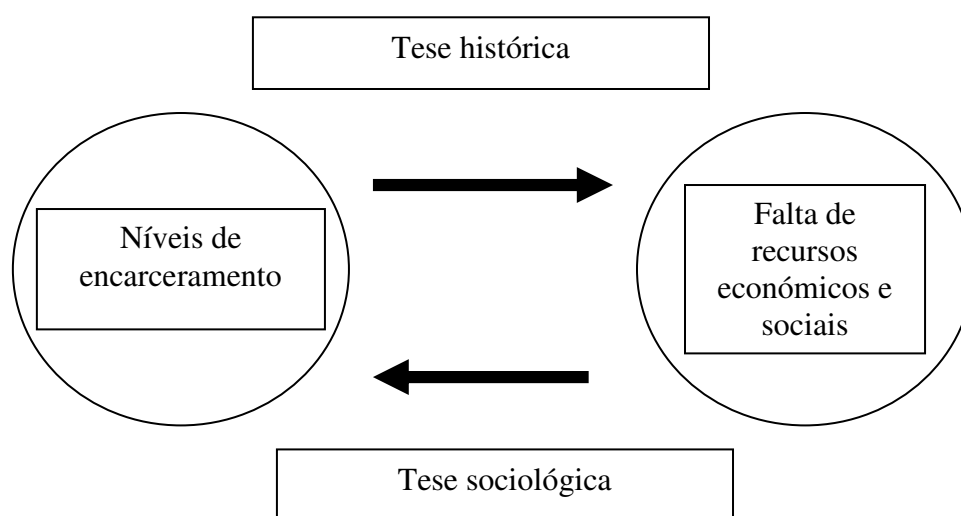 Tese histórica
Níveis de
encarceramento
Falta de
recursos
económicos e
sociais
Tese sociológica